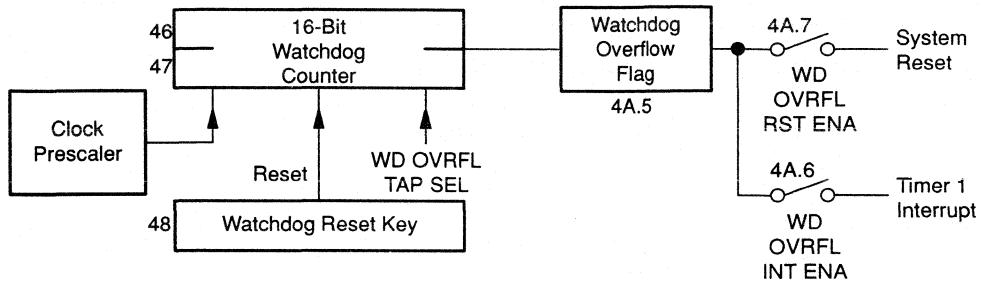 46
47
16-Bit
Watchdog
Counter
Watchdog
Overflow
Flag
4A.5
4A.7
WD
OVRFL
RST ENA
System
Reset
Clock
Prescaler
Reset
WD OVRFL
TAP SEL
48
Watchdog Reset Key
4A.6
WD
OVRFL
INT ENA
Timer 1
Interrupt